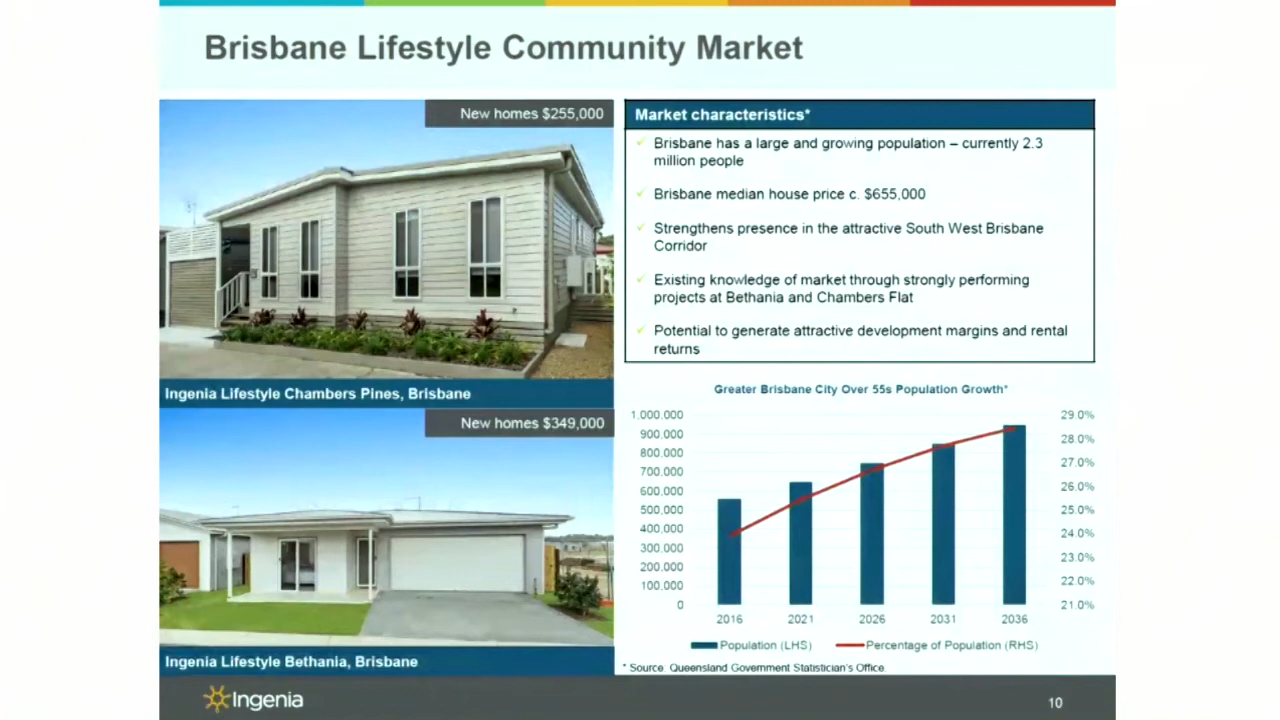 Brisbane Lifestyle Community Market
New homes $255,000
Ingenia Lifestyle Chambers Pines, Brisbane
New homes $349,000
Ingenia Lifestyle Bethania, Brisbane
Market characteristics*
Brisbane has a large and growing population – currently 2.3
million people
Brisbane median house price c. $655,000
Strengthens presence in the attractive South West Brisbane
Corridor
Existing knowledge of market through strongly performing
projects at Bethania and Chambers Flat
Potential to generate attractive development margins and rental
returns
Greater Brisbane City Over 55s Population Growth*
1,000,000
900,000
800,000
700,000
600,000
500,000
400,000
300,000
200,000
100,000
0
29.0%
28.0%
27.0%
26.0%
25.0%
24.0%
23.0%
22.0%
21.0%
2016 2021 2026 2031 2036
Population (LHS) Percentage of Population (RHS)
* Source: Queensland Government Statistician's Office.
Ingenia
10